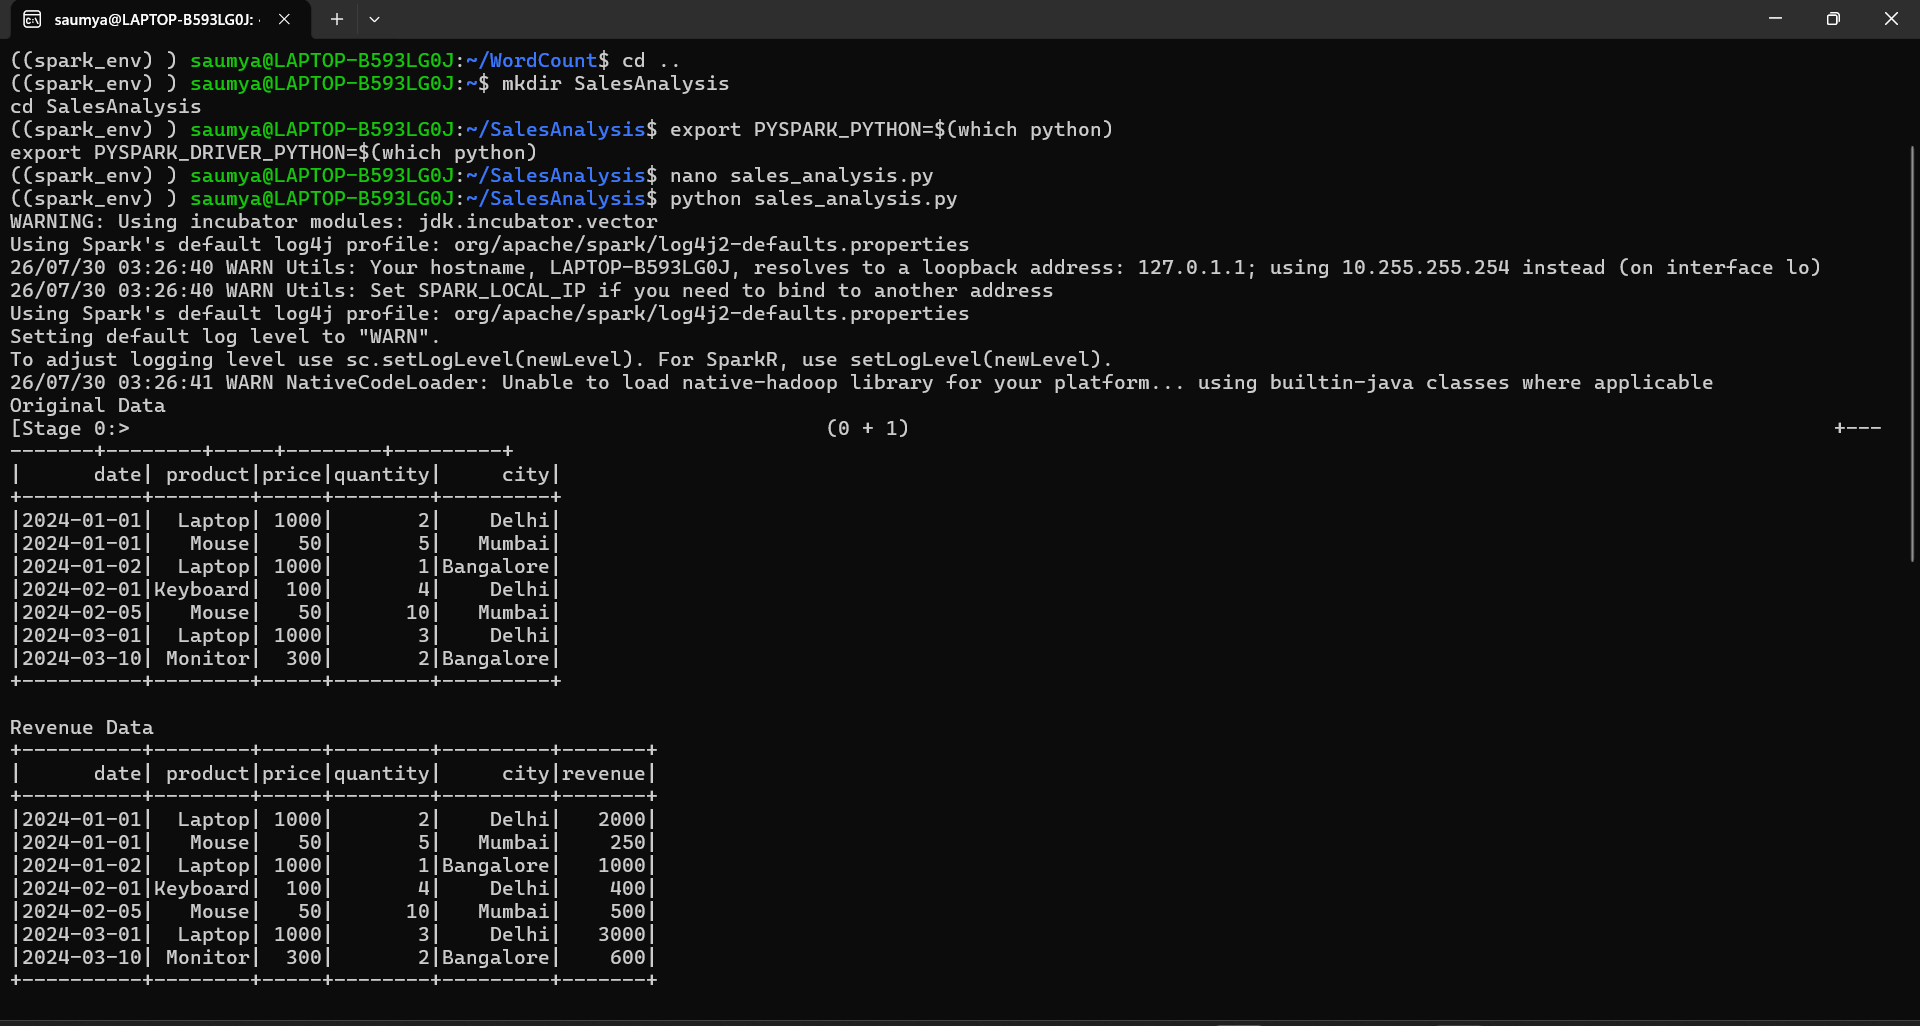 saumya@LAPTOP-B593LG0J: ~
((spark_env) ) saumya@LAPTOP-B593LG0J:~/WordCount$ cd ..
((spark_env) ) saumya@LAPTOP-B593LG0J:~$ mkdir SalesAnalysis
cd SalesAnalysis
((spark_env) ) saumya@LAPTOP-B593LG0J:~/SalesAnalysis$ export PYSPARK_PYTHON=$(which python)
export PYSPARK_DRIVER_PYTHON=$(which python)
((spark_env) ) saumya@LAPTOP-B593LG0J:~/SalesAnalysis$ nano sales_analysis.py
((spark_env) ) saumya@LAPTOP-B593LG0J:~/SalesAnalysis$ python sales_analysis.py
WARNING: Using incubator modules: jdk.incubator.vector
Using Spark's default log4j profile: org/apache/spark/log4j2-defaults.properties
26/07/30 03:26:40 WARN Utils: Your hostname, LAPTOP-B593LG0J, resolves to a loopback address: 127.0.1.1; using 10.255.255.254 instead (on interface lo)
26/07/30 03:26:40 WARN Utils: Set SPARK_LOCAL_IP if you need to bind to another address
Using Spark's default log4j profile: org/apache/spark/log4j2-defaults.properties
Setting default log level to "WARN".
To adjust logging level use sc.setLogLevel(newLevel). For SparkR, use setLogLevel(newLevel).
26/07/30 03:26:41 WARN NativeCodeLoader: Unable to load native-hadoop library for your platform... using builtin-java classes where applicable
Original Data
[Stage 0:>                                                          (0 + 1)                                                                             +---
-------+--------+-----+--------+---------+
|      date| product|price|quantity|     city|
+----------+--------+-----+--------+---------+
|2024-01-01|  Laptop| 1000|       2|    Delhi|
|2024-01-01|   Mouse|   50|       5|   Mumbai|
|2024-01-02|  Laptop| 1000|       1|Bangalore|
|2024-02-01|Keyboard|  100|       4|    Delhi|
|2024-02-05|   Mouse|   50|      10|   Mumbai|
|2024-03-01|  Laptop| 1000|       3|    Delhi|
|2024-03-10| Monitor|  300|       2|Bangalore|
+----------+--------+-----+--------+---------+
Revenue Data
+----------+--------+-----+--------+---------+-------+
|      date| product|price|quantity|     city|revenue|
+----------+--------+-----+--------+---------+-------+
|2024-01-01|  Laptop| 1000|       2|    Delhi|   2000|
|2024-01-01|   Mouse|   50|       5|   Mumbai|    250|
|2024-01-02|  Laptop| 1000|       1|Bangalore|   1000|
|2024-02-01|Keyboard|  100|       4|    Delhi|    400|
|2024-02-05|   Mouse|   50|      10|   Mumbai|    500|
|2024-03-01|  Laptop| 1000|       3|    Delhi|   3000|
|2024-03-10| Monitor|  300|       2|Bangalore|    600|
+----------+--------+-----+--------+---------+-------+